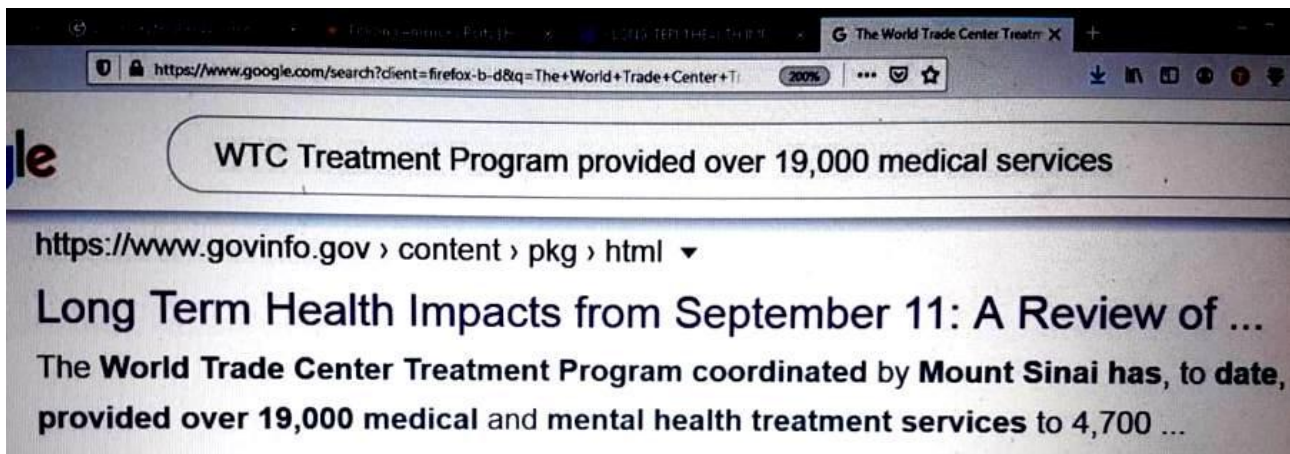 G The World Trade Center Treatm X +
https://www.google.com/search?client=firefox-b-d&q=The+World+Trade+Center+T 200% ...
le WTC Treatment Program provided over 19,000 medical services
https://www.govinfo.gov › content › pkg › html ▼
Long Term Health Impacts from September 11: A Review of ...
The World Trade Center Treatment Program coordinated by Mount Sinai has, to date,
provided over 19,000 medical and mental health treatment services to 4,700 ...